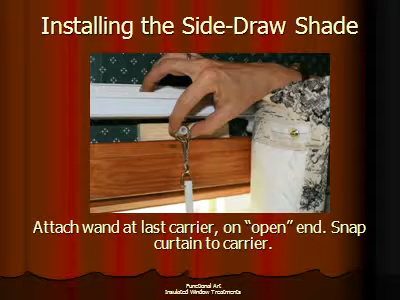 Installing the Side-Draw Shade
Attach wand at last carrier, on “open” end. Snap
curtain to carrier.
Functional Art
Insulated Window Treatments